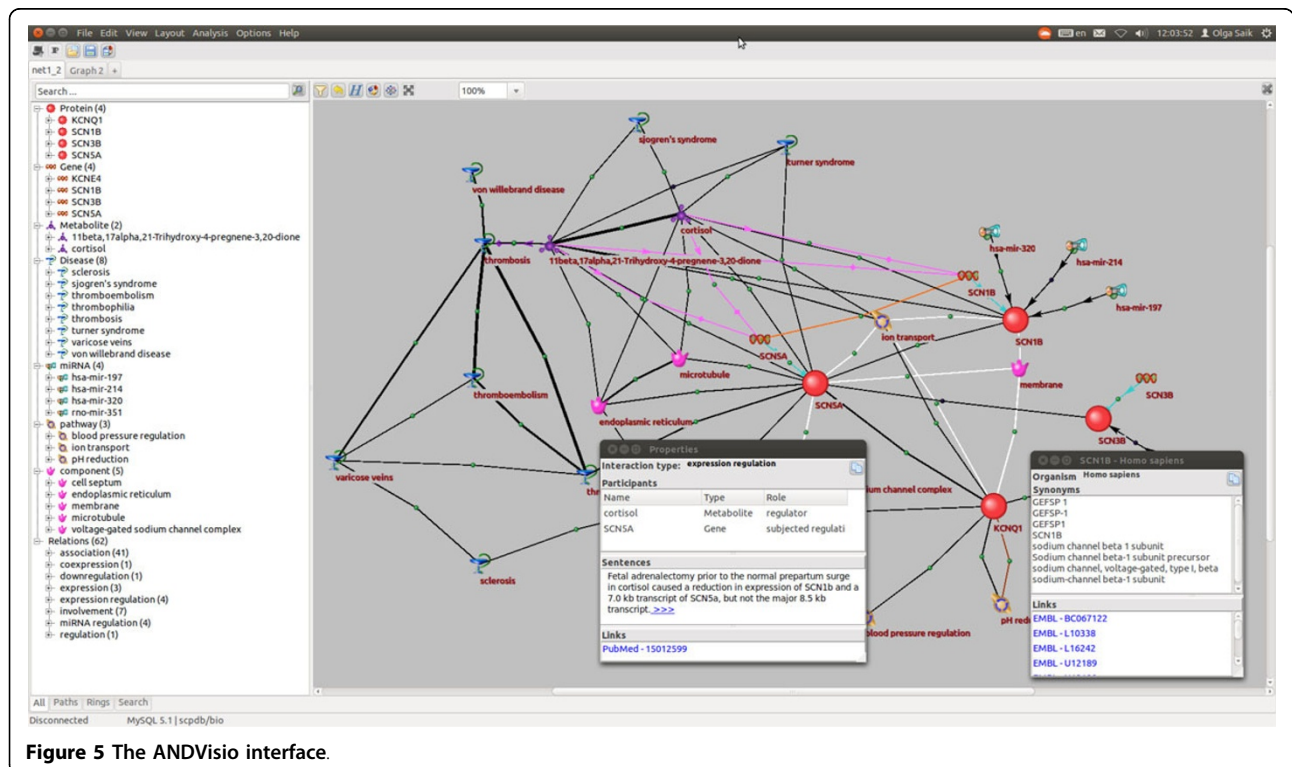 File Edit View Layout Analysis Options Help
en 12:03:52 Olga Saik
net1_2 Graph 2 +
Search ...
100%
Protein (4)
KCNQ1
SCN1B
SCN3B
SCN5A
Gene (4)
KCNE4
SCN1B
SCN3B
SCN5A
Metabolite (2)
11beta,17alpha,21-Trihydroxy-4-pregnene-3,20-dione
cortisol
Disease (8)
sclerosis
sjogren's syndrome
thromboembolism
thrombophilia
thrombosis
turner syndrome
varicose veins
von willebrand disease
miRNA (4)
hsa-mir-197
hsa-mir-214
hsa-mir-320
rno-mir-351
pathway (3)
blood pressure regulation
ion transport
pH reduction
component (5)
cell septum
endoplasmic reticulum
membrane
microtubule
voltage-gated sodium channel complex
Relations (62)
association (41)
coexpression (1)
downregulation (1)
expression (3)
expression regulation (4)
involvement (7)
miRNA regulation (4)
regulation (1)
sjogren's syndrome
turner syndrome
von willebrand disease
cortisol
thrombosis
11beta,17alpha,21-Trihydroxy-4-pregnene-3,20-dione
hsa-mir-320
hsa-mir-214
SCN1B
hsa-mir-197
ion transport
SCN1B
SCN5A
microtubule
membrane
SCN5A
thromboembolism
SCN3B
endoplasmic reticulum
SCN3B
varicose veins
ium channel complex
KCNQ1
sclerosis
pH red
blood pressure regulation
Properties
Interaction type: expression regulation
Participants
Name Type Role
cortisol Metabolite regulator
SCN5A Gene subjected regulati
Sentences
Fetal adrenalectomy prior to the normal prepartum surge
in cortisol caused a reduction in expression of SCN1b and a
7.0 kb transcript of SCN5a, but not the major 8.5 kb
transcript. >>>
Links
PubMed - 15012599
SCN1B - Homo sapiens
Organism Homo sapiens
Synonyms
GEFSP 1
GEFSP-1
GEFSP1
SCN1B
sodium channel beta 1 subunit
Sodium channel beta-1 subunit precursor
sodium channel, voltage-gated, type I, beta
sodium-channel beta-1 subunit
Links
EMBL - BC067122
EMBL - L10338
EMBL - L16242
EMBL - U12189
All Paths Rings Search
Disconnected MySQL 5.1 | scpdb/bio
Figure 5 The ANDVisio interface.